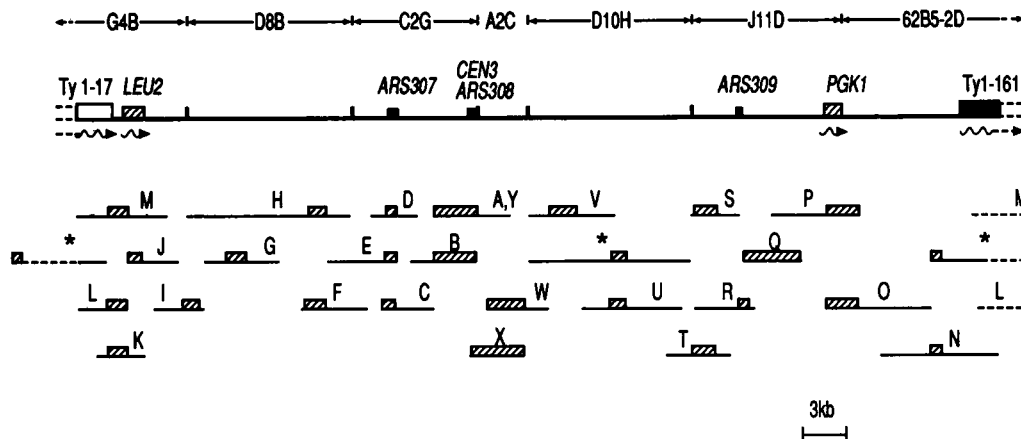 G4B D8B C2G A2C D10H J11D 62B5-2D
Ty 1-17 LEU2 ARS307 CEN3 ARS308 ARS309 PGK1 Ty1-161
M H D A,Y V S P M
* J G E B * Q *
L I F C W U R O L
K X T N
3kb